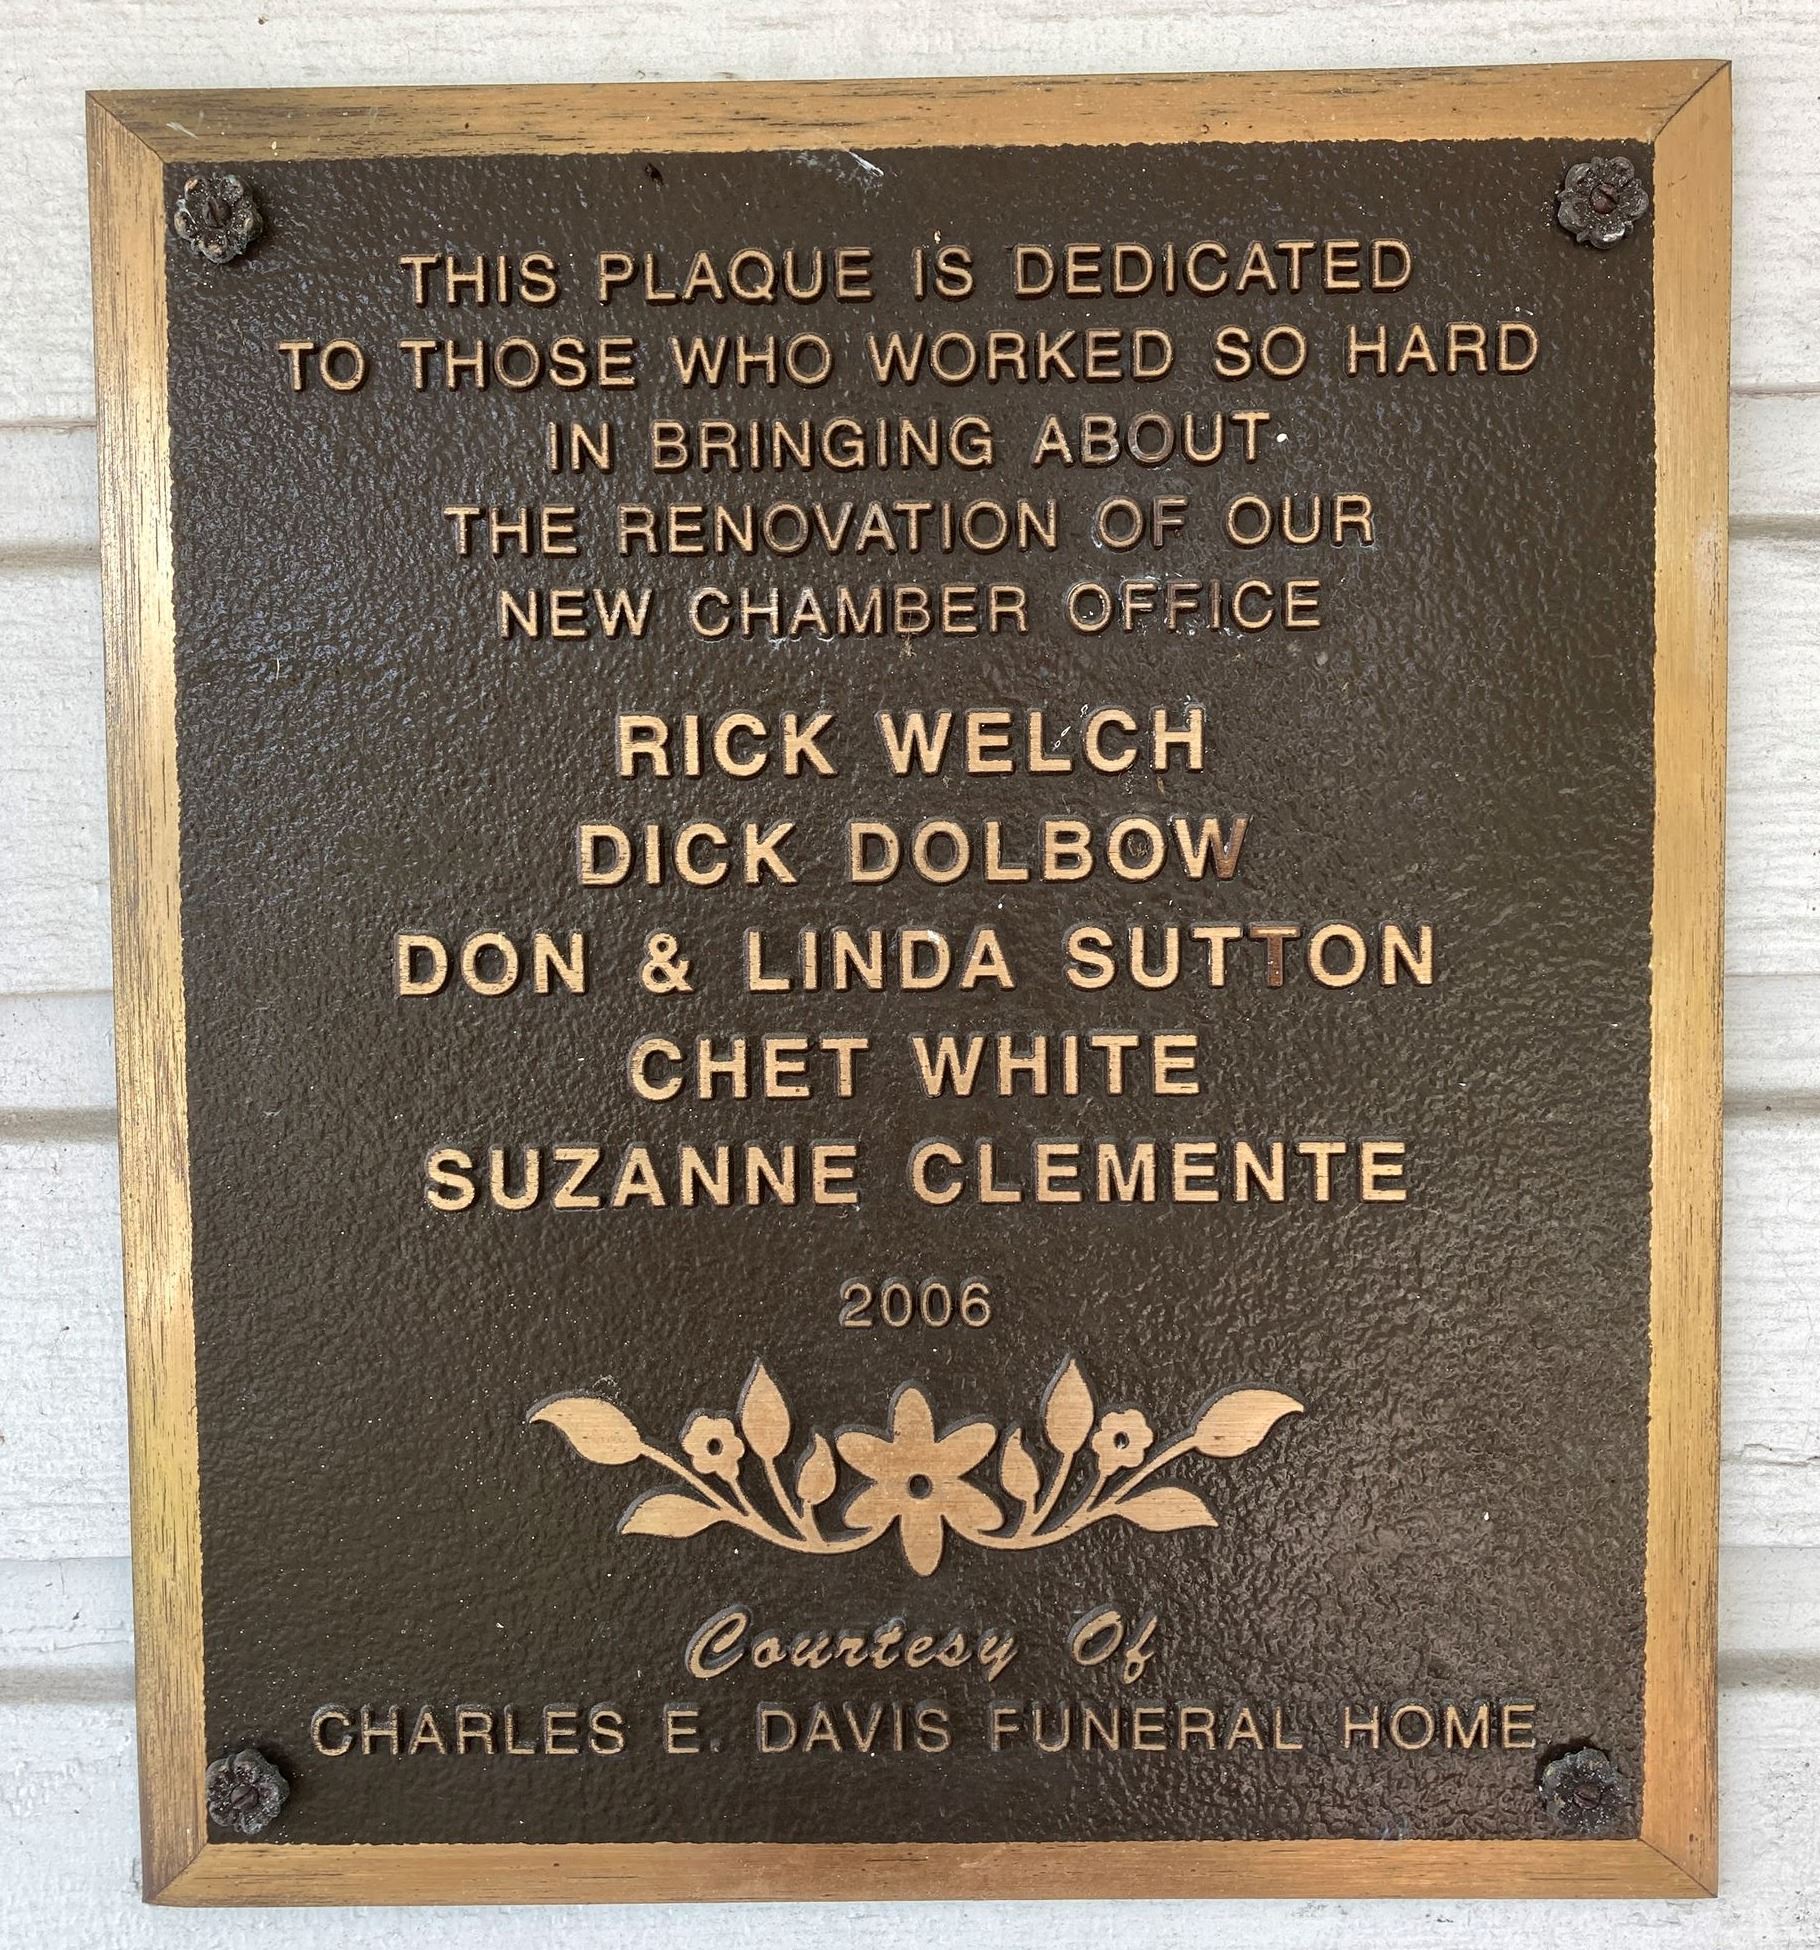 THIS PLAQUE IS DEDICATED
TO THOSE WHO WORKED SO HARD
IN BRINGING ABOUT
THE RENOVATION OF OUR
NEW CHAMBER OFFICE
RICK WELCH
DICK DOLBOW
DON & LINDA SUTTON
CHET WHITE
SUZANNE CLEMENTE
2006
Courtesy Of
CHARLES E. DAVIS FUNERAL HOME